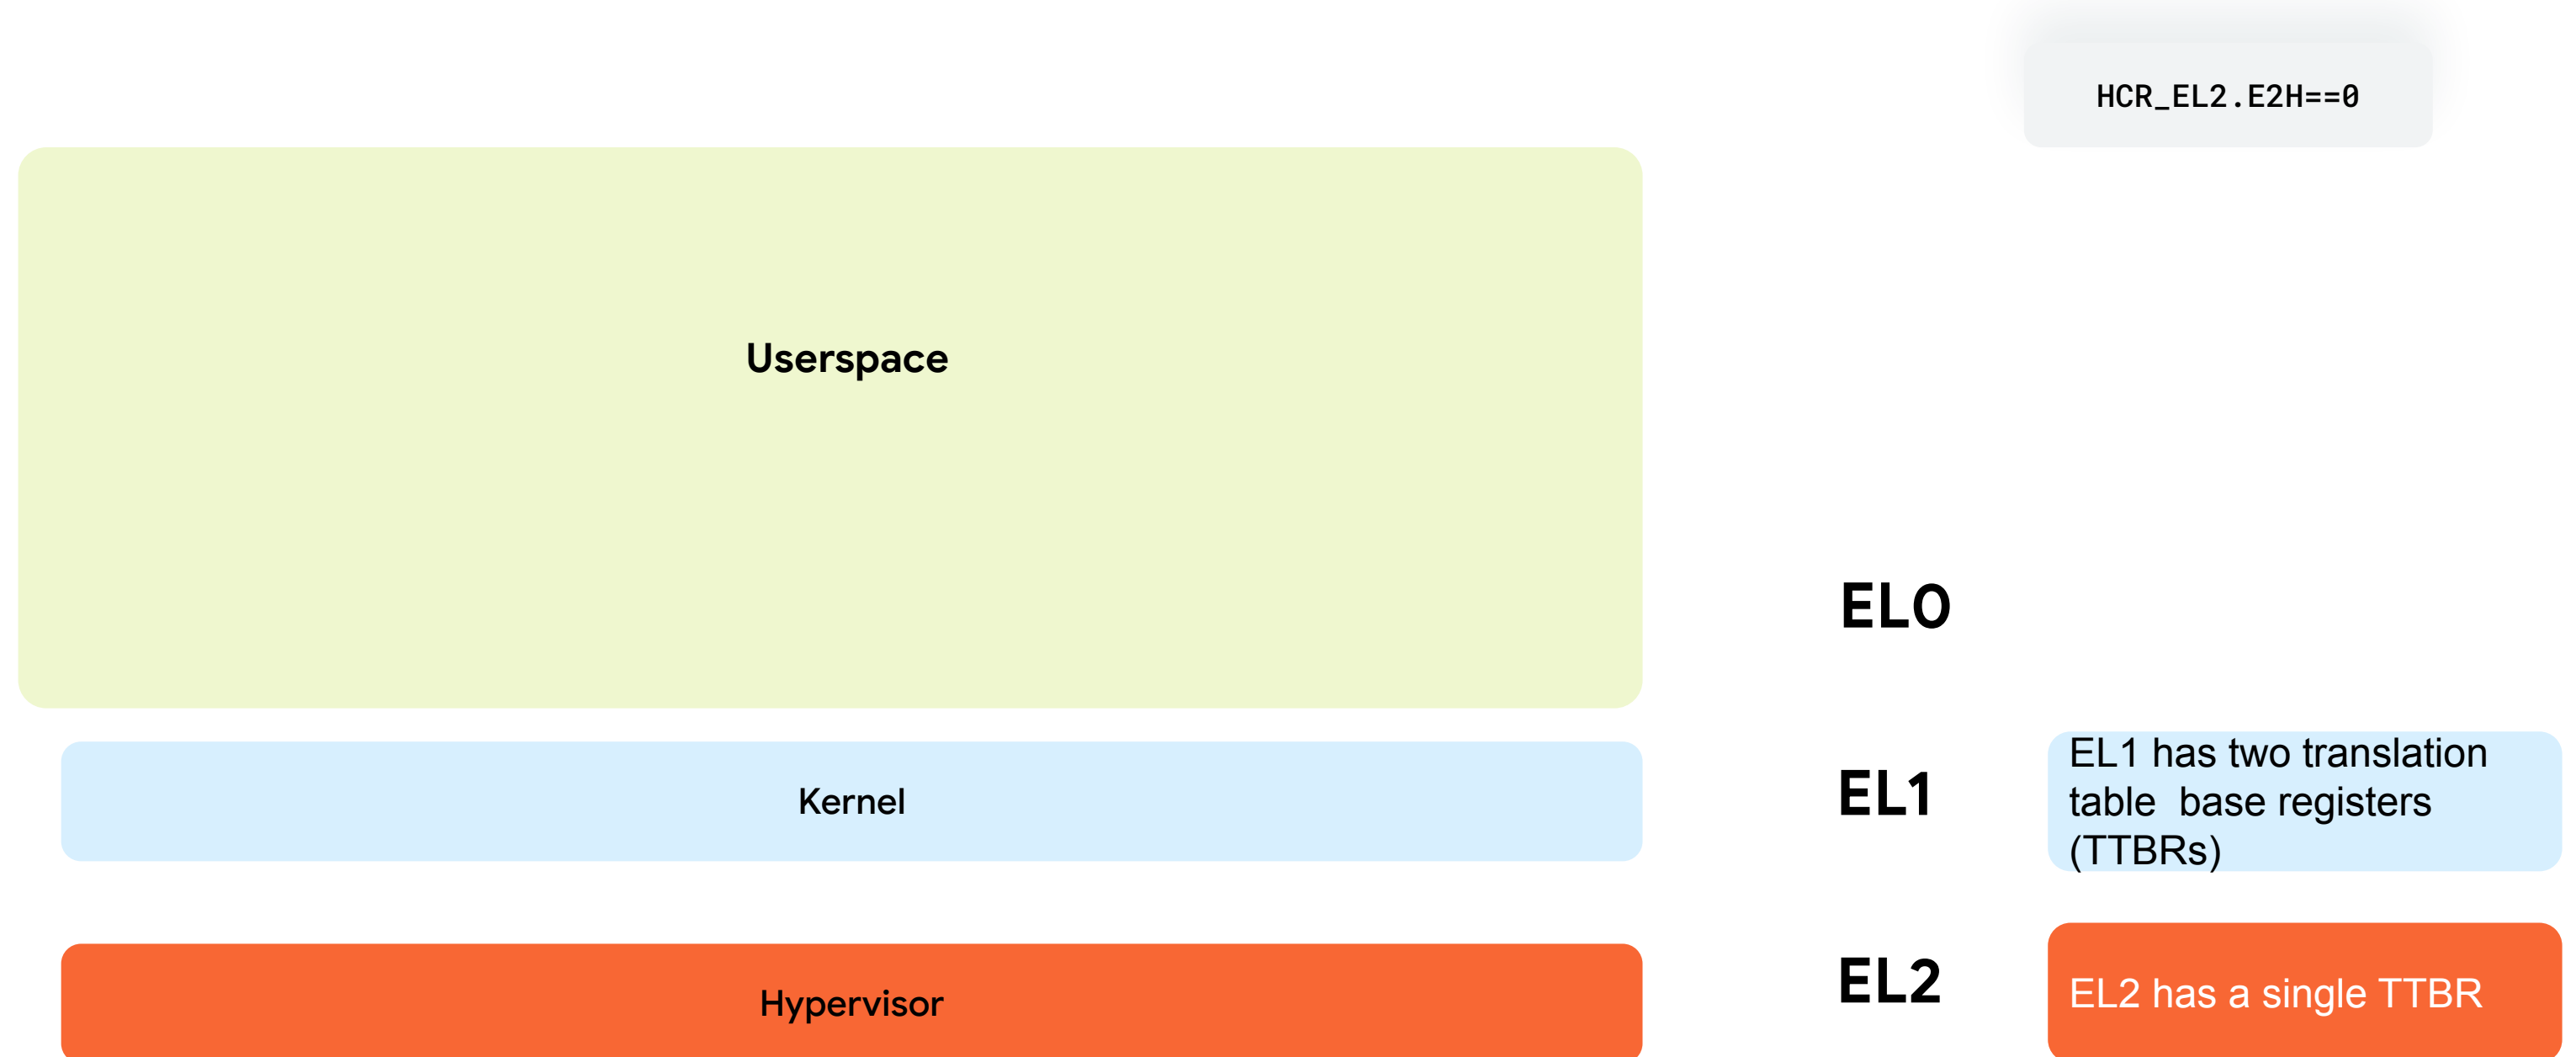 HCR_EL2.E2H==0
Userspace
EL0
Kernel
EL1
EL1 has two translation
table  base registers
(TTBRs)
Hypervisor
EL2
EL2 has a single TTBR